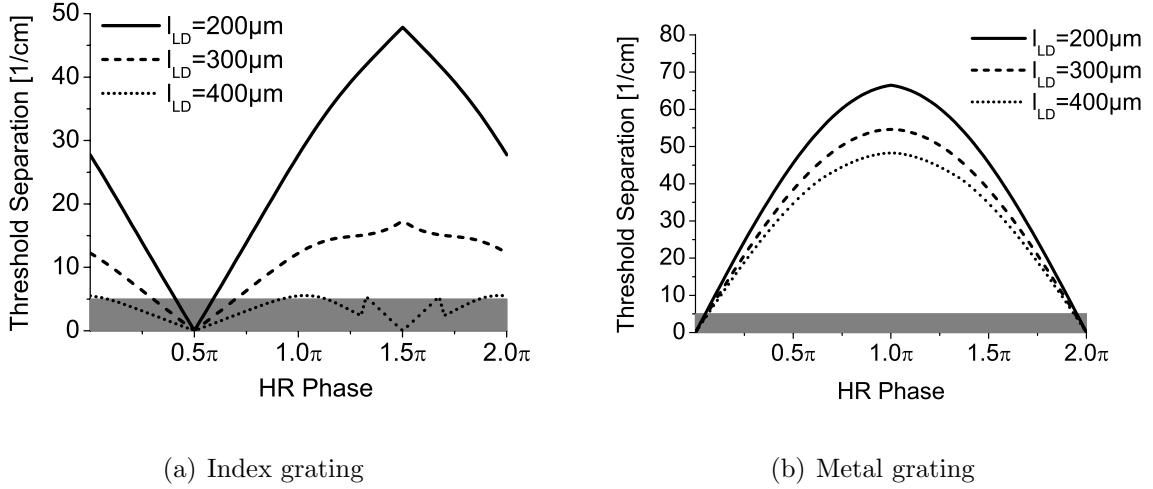 50
40
30
20
10
0
Threshold Separation [1/cm]
l_LD=200µm
l_LD=300µm
l_LD=400µm
0.5π 1.0π 1.5π 2.0π
HR Phase
(a) Index grating
80
70
60
50
40
30
20
10
0
Threshold Separation [1/cm]
l_LD=200µm
l_LD=300µm
l_LD=400µm
0.5π 1.0π 1.5π 2.0π
HR Phase
(b) Metal grating